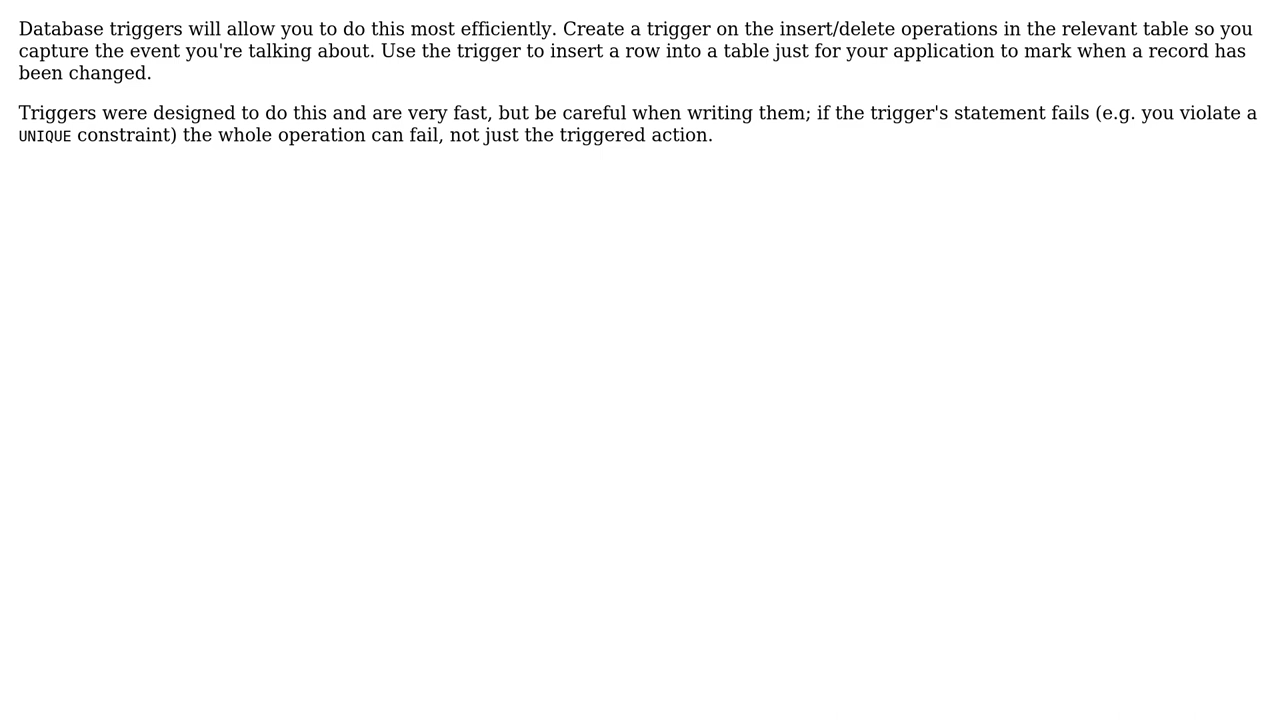 Database triggers will allow you to do this most efficiently. Create a trigger on the insert/delete operations in the relevant table so you
capture the event you're talking about. Use the trigger to insert a row into a table just for your application to mark when a record has
been changed.
Triggers were designed to do this and are very fast, but be careful when writing them; if the trigger's statement fails (e.g. you violate a
UNIQUE constraint) the whole operation can fail, not just the triggered action.